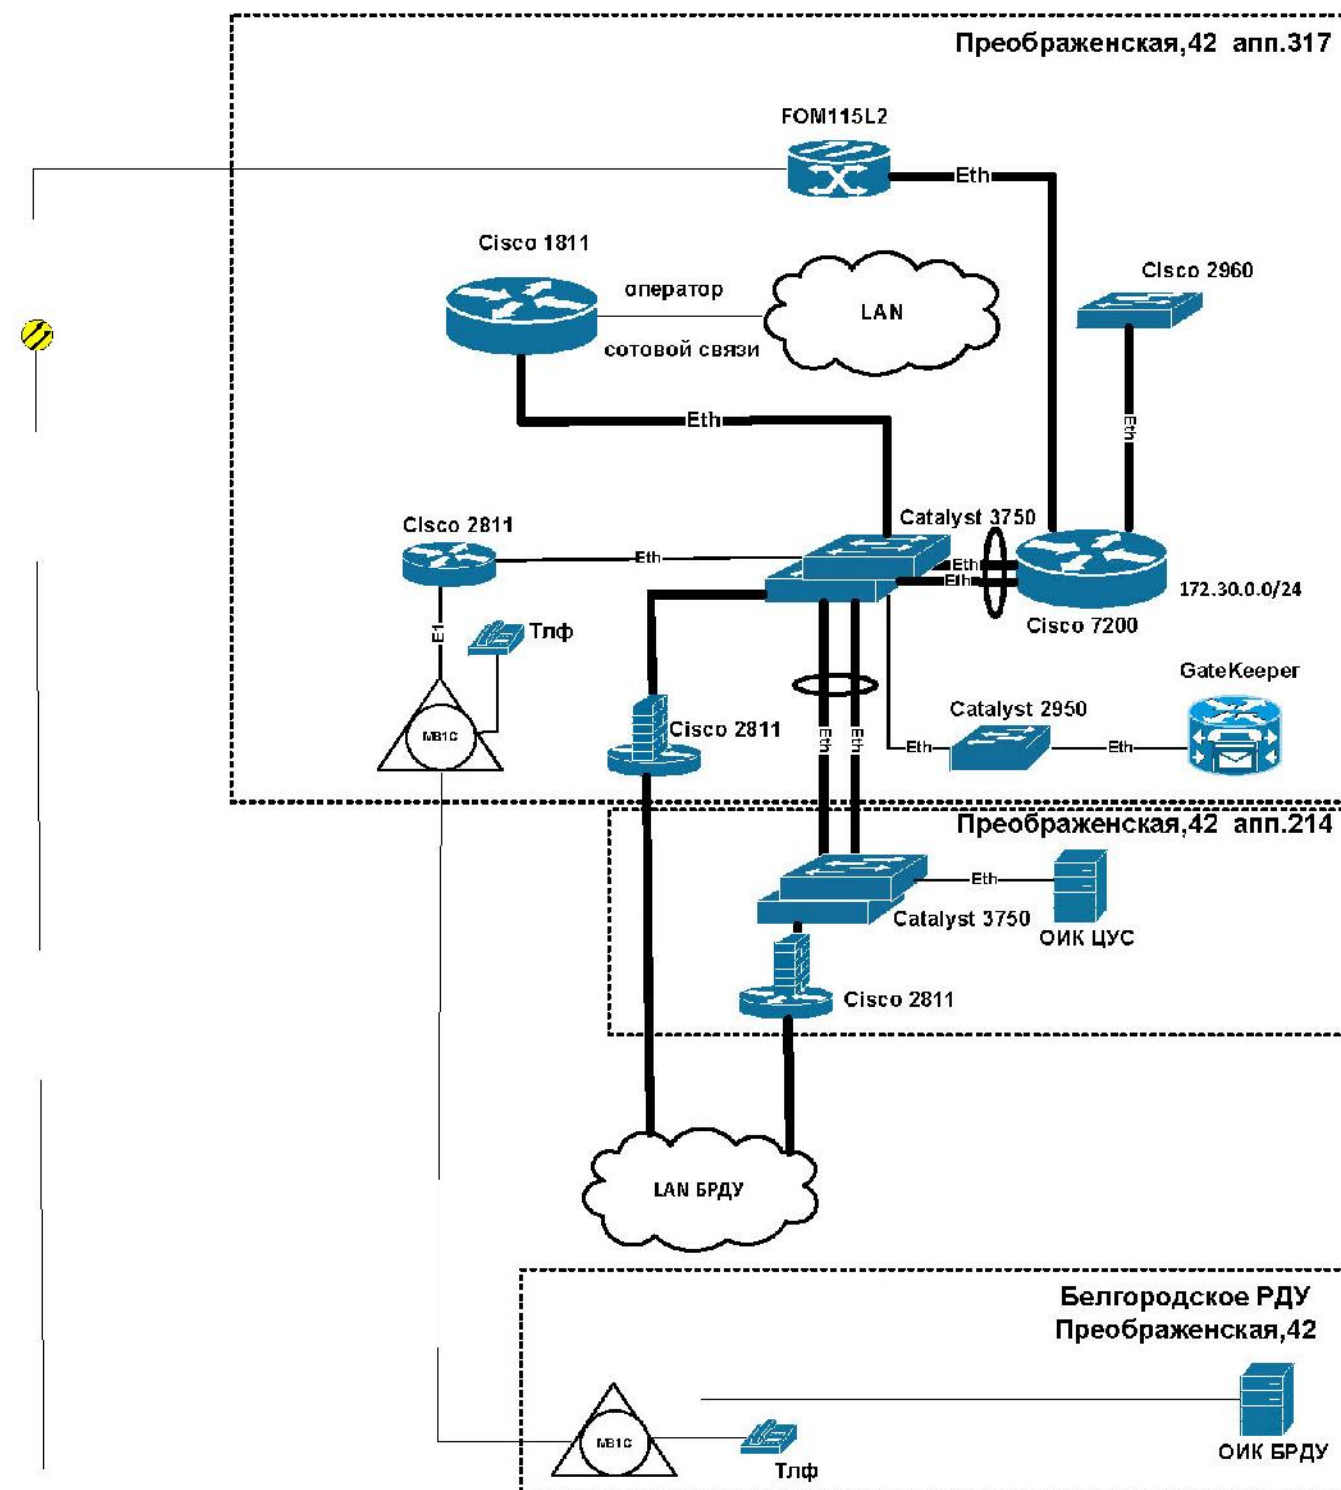 Преображенская,42 апп.317
FOM115L2
Eth
Cisco 1811
Cisco 2960
оператор
LAN
сотовой связи
Eth
Eth
Catalyst 3750
Cisco 2811
Eth
Eth
Eth
172.30.0.0/24
Cisco 7200
E1
Тлф
GateKeeper
Catalyst 2950
Cisco 2811
MB1C
Eth
Eth
Eth
Eth
Преображенская,42 апп.214
Eth
Catalyst 3750
ОИК ЦУС
Cisco 2811
LAN БРДУ
Белгородское РДУ
Преображенская,42
MB1C
Тлф
ОИК БРДУ